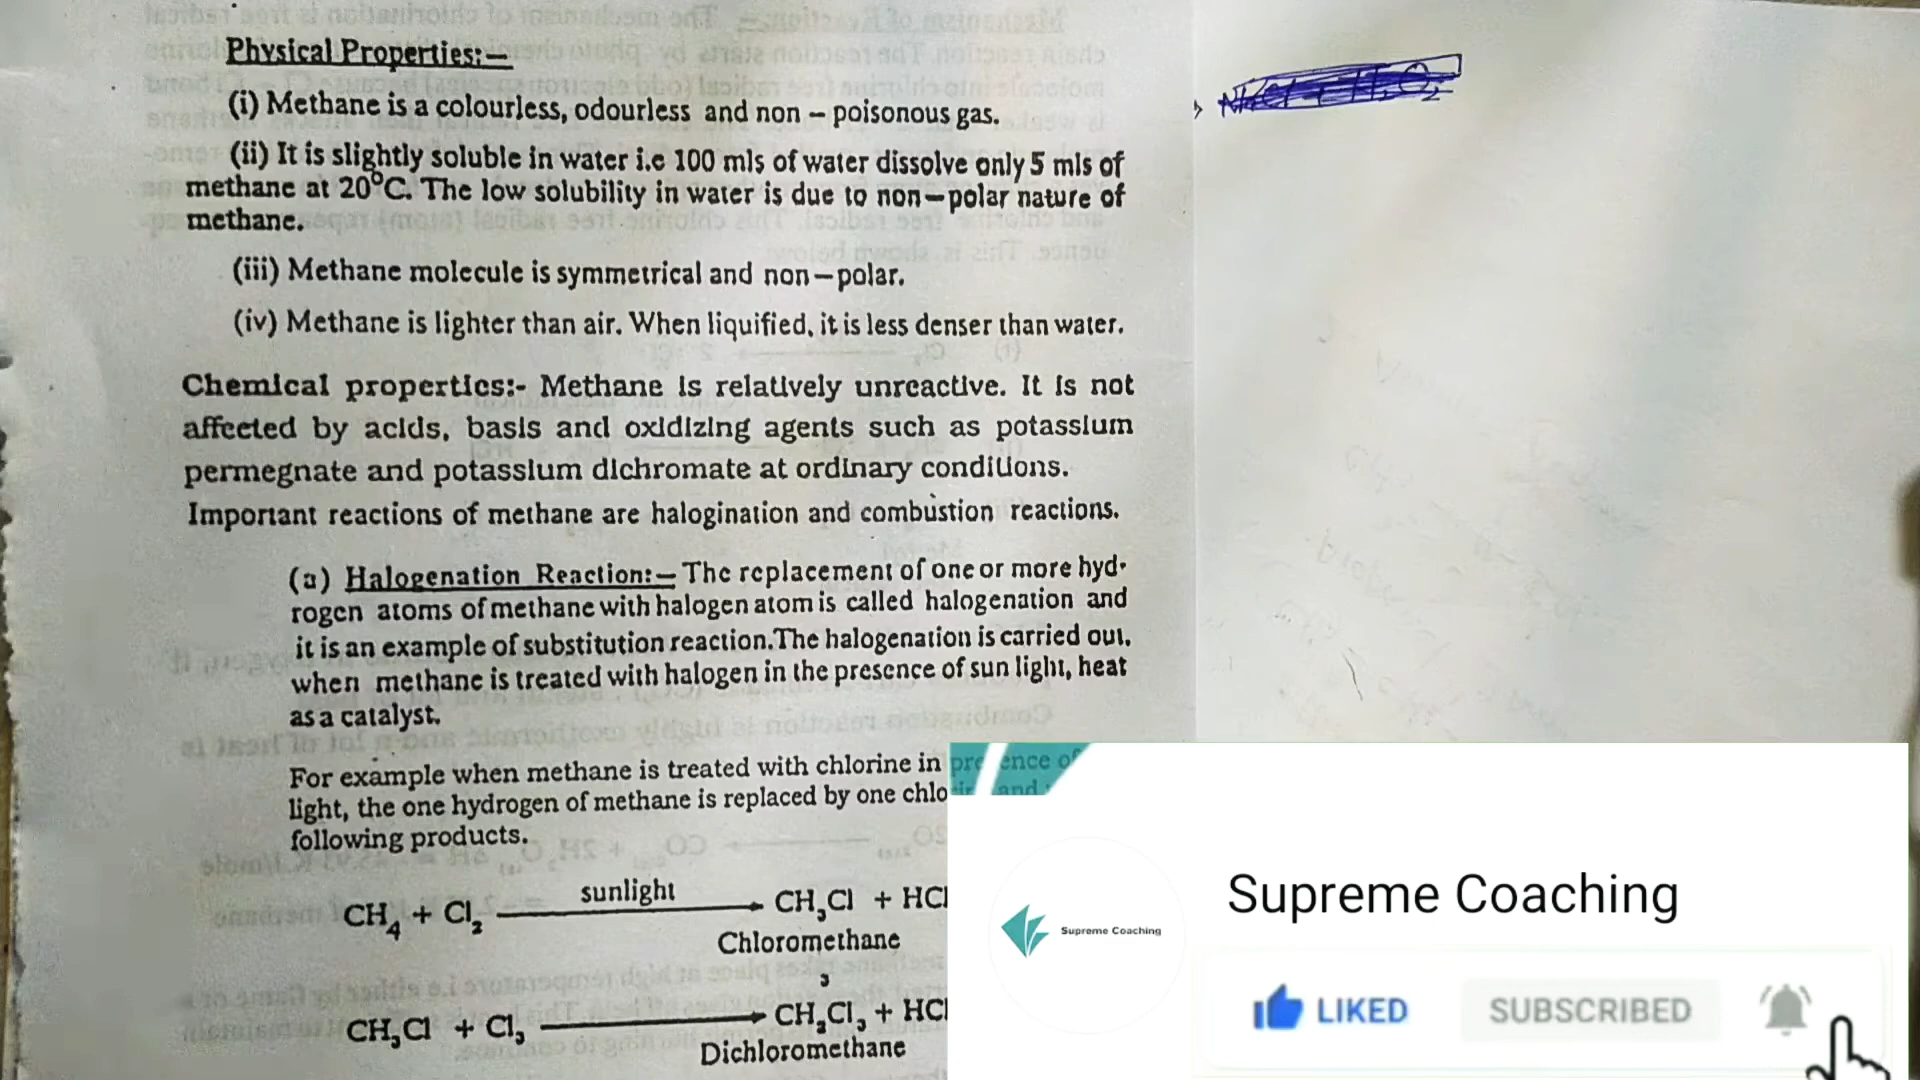 Physical Properties:—
(i) Methane is a colourless, odourless and non – poisonous gas.
(ii) It is slightly soluble in water i.e 100 mls of water dissolve only 5 mls of
methane at 20°C. The low solubility in water is due to non—polar nature of
methane.
(iii) Methane molecule is symmetrical and non—polar.
(iv) Methane is lighter than air. When liquified, it is less denser than water.
Chemical properties:- Methane is relatively unreactive. It is not
affected by acids, basis and oxidizing agents such as potassium
permegnate and potassium dichromate at ordinary conditions.
Important reactions of methane are halogination and combustion reactions.
(a) Halogenation Reaction:— The replacement of one or more hyd-
rogen atoms of methane with halogen atom is called halogenation and
it is an example of substitution reaction. The halogenation is carried out,
when methane is treated with halogen in the presence of sun light, heat
as a catalyst.
For example when methane is treated with chlorine in presence of
light, the one hydrogen of methane is replaced by one and
following products.
sunlight
CH₄ + Cl₂ → CH₃Cl + HCl
Chloromethane
3
CH₃Cl + Cl₃ → CH₂Cl₃ + HCl
Dichloromethane
Supreme Coaching
Supreme Coaching
LIKED SUBSCRIBED